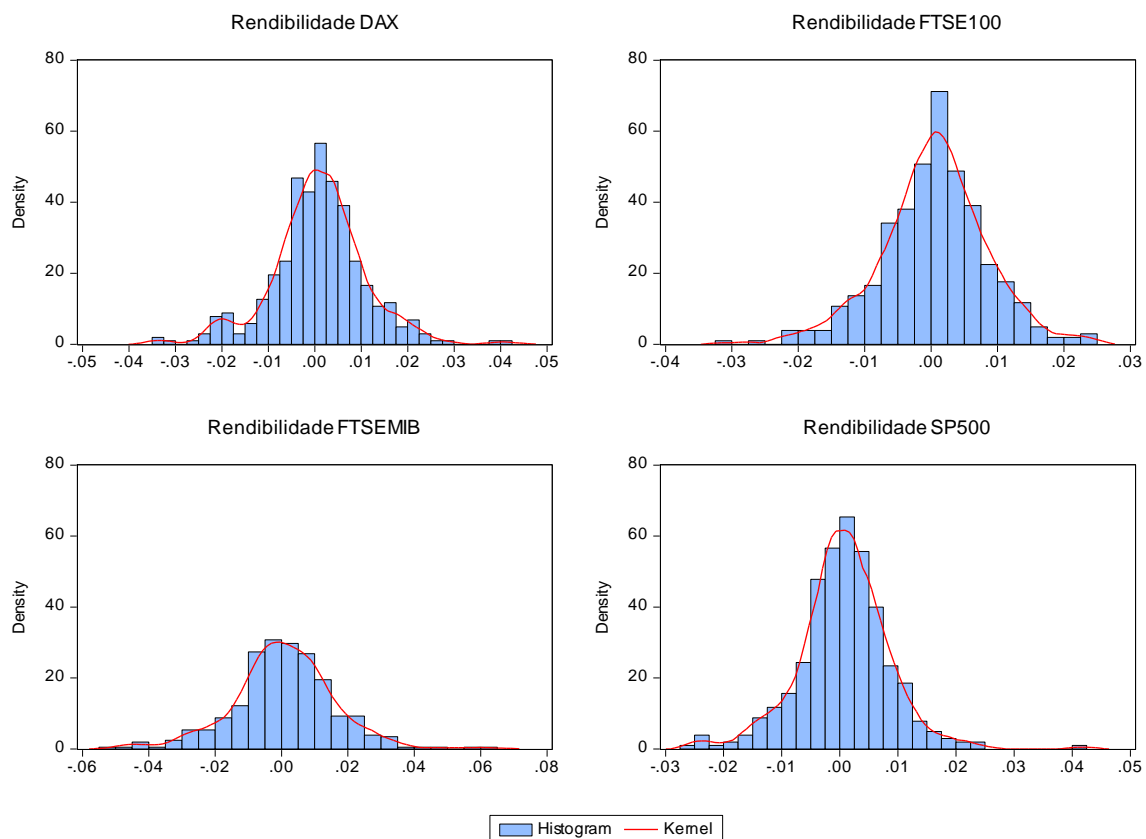 Rendibilidade DAX
80
60
40
20
0
Density
-.05 -.04 -.03 -.02 -.01 .00 .01 .02 .03 .04 .05
Rendibilidade FTSE100
80
60
40
20
0
Density
-.04 -.03 -.02 -.01 .00 .01 .02 .03
Rendibilidade FTSEMIB
80
60
40
20
0
Density
-.06 -.04 -.02 .00 .02 .04 .06 .08
Rendibilidade SP500
80
60
40
20
0
Density
-.03 -.02 -.01 .00 .01 .02 .03 .04 .05
Histogram Kernel